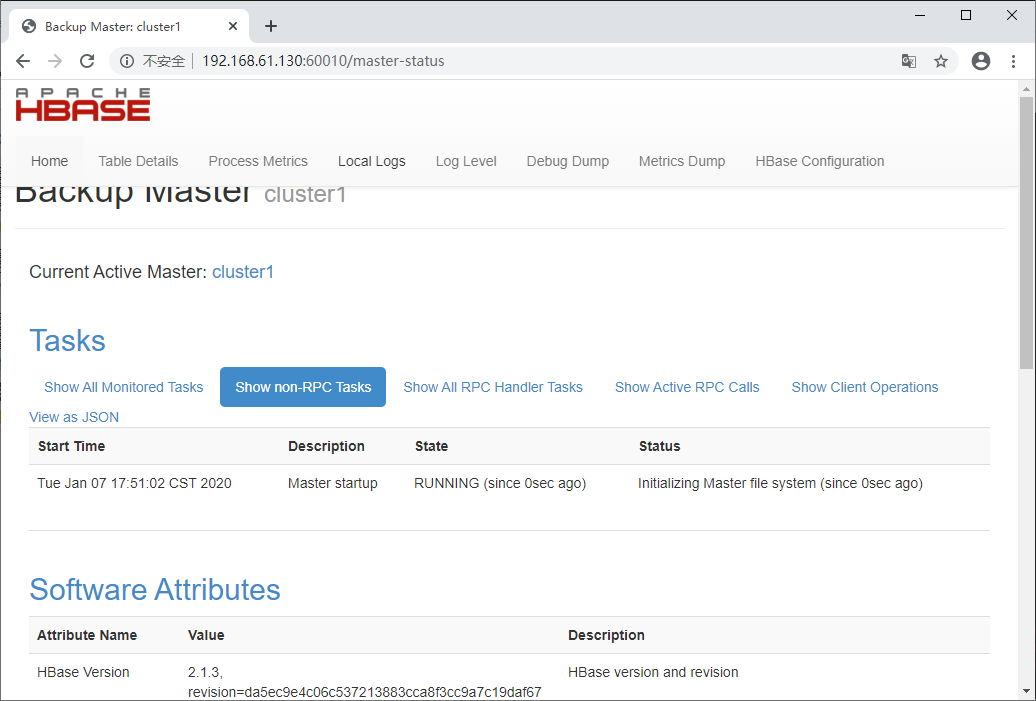 Backup Master: cluster1
不安全 192.168.61.130:60010/master-status
APACHE
HBASE
Home Table Details Process Metrics Local Logs Log Level Debug Dump Metrics Dump HBase Configuration
Backup Master cluster1
Current Active Master: cluster1
Tasks
Show All Monitored Tasks Show non-RPC Tasks Show All RPC Handler Tasks Show Active RPC Calls Show Client Operations
View as JSON
Start Time Description State Status
Tue Jan 07 17:51:02 CST 2020 Master startup RUNNING (since 0sec ago) Initializing Master file system (since 0sec ago)
Software Attributes
Attribute Name Value Description
HBase Version 2.1.3, HBase version and revision
revision=da5ec9e4c06c537213883cca8f3cc9a7c19daf67